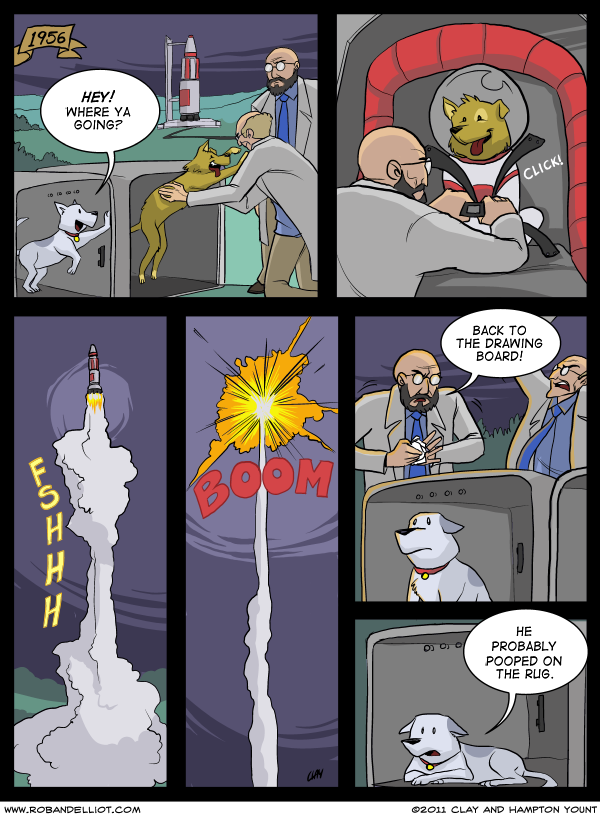 1956
HEY!
WHERE YA
GOING?
CLICK!
FSHHHH
BOOM
CLAY
BACK TO
THE DRAWING
BOARD!
HE
PROBABLY
POOPED ON
THE RUG.
WWW.ROBANDELLIOT.COM
©2011 CLAY AND HAMPTON YOUNT